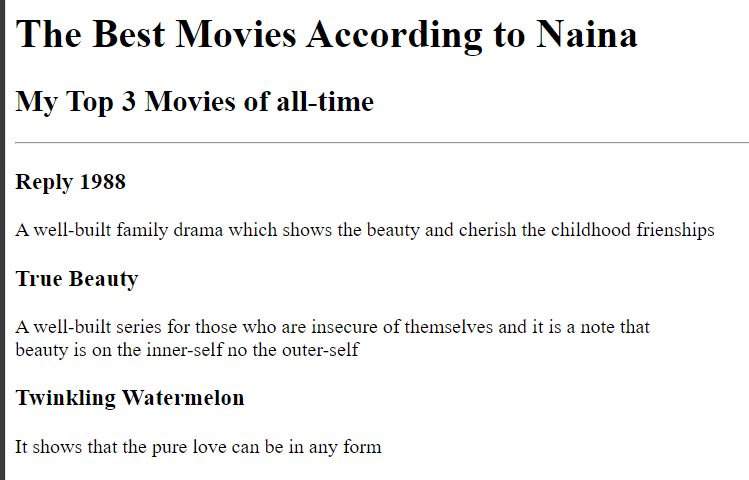 The Best Movies According to Naina
My Top 3 Movies of all-time
Reply 1988
A well-built family drama which shows the beauty and cherish the childhood frienships
True Beauty
A well-built series for those who are insecure of themselves and it is a note that
beauty is on the inner-self no the outer-self
Twinkling Watermelon
It shows that the pure love can be in any form